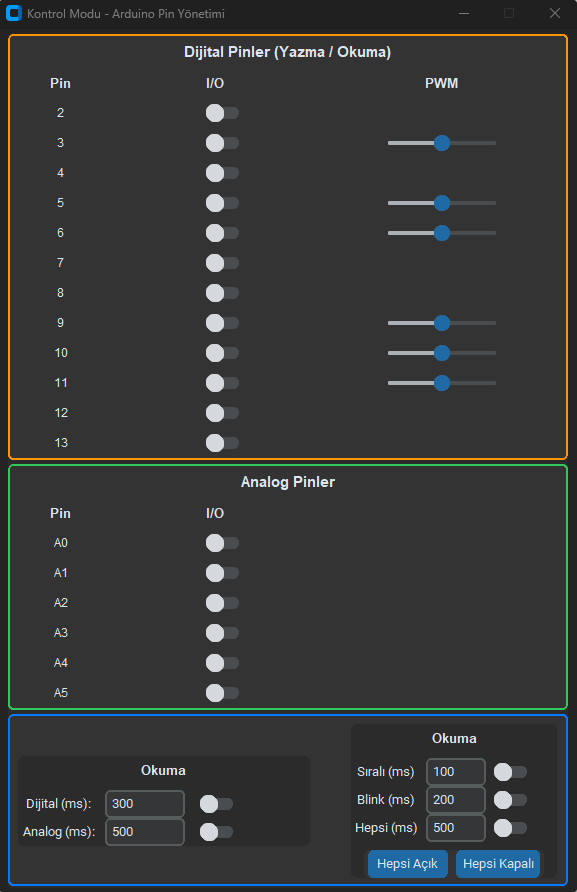 Kontrol Modu - Arduino Pin Yönetimi
Dijital Pinler (Yazma / Okuma)
Pin I/O PWM
2
3
4
5
6
7
8
9
10
11
12
13
Analog Pinler
Pin I/O
A0
A1
A2
A3
A4
A5
Okuma
Dijital (ms): 300
Analog (ms): 500
Okuma
Sıralı (ms) 100
Blink (ms) 200
Hepsi (ms) 500
Hepsi Açık Hepsi Kapalı